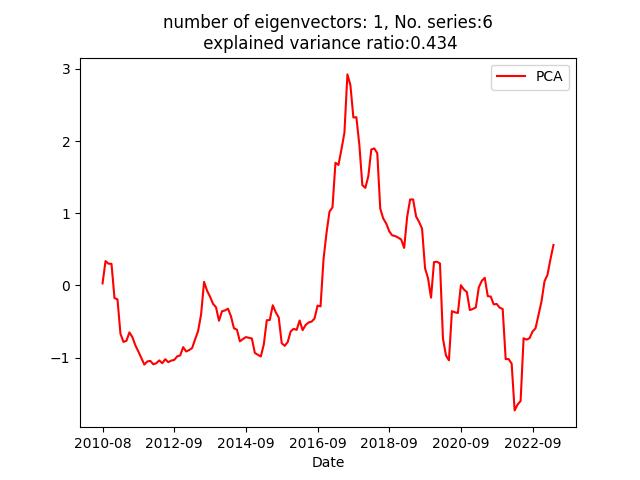 number of eigenvectors: 1, No. series:6
explained variance ratio:0.434
PCA
3
2
1
0
−1
2010-08 2012-09 2014-09 2016-09 2018-09 2020-09 2022-09
Date